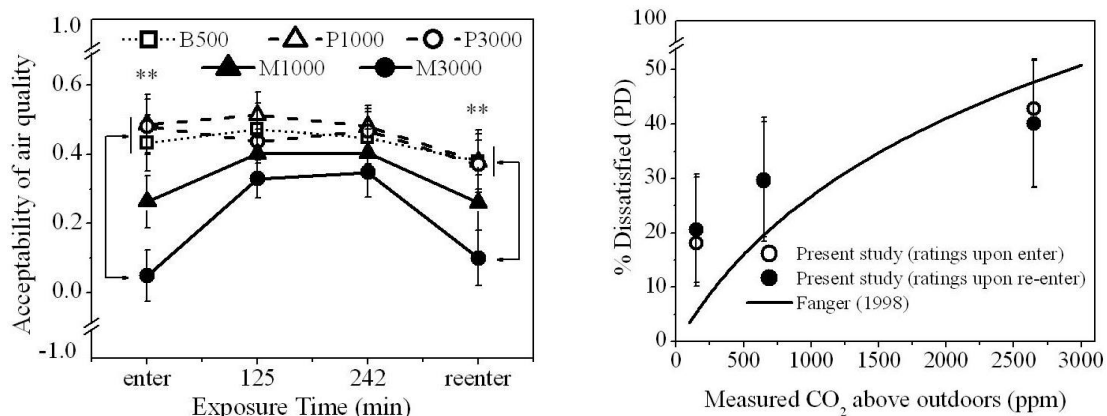 1.0
B500 P1000 P3000
M1000 M3000
**
**
0.6
0.4
0.2
0.0
-1.0
Acceptability of air quality
enter 125 242 reenter
Exposure Time (min)
100
50
40
30
20
10
0
% Dissatisfied (PD)
Present study (ratings upon enter)
Present study (ratings upon re-enter)
Fanger (1998)
0 500 1000 1500 2000 2500 3000
Measured CO₂ above outdoors (ppm)